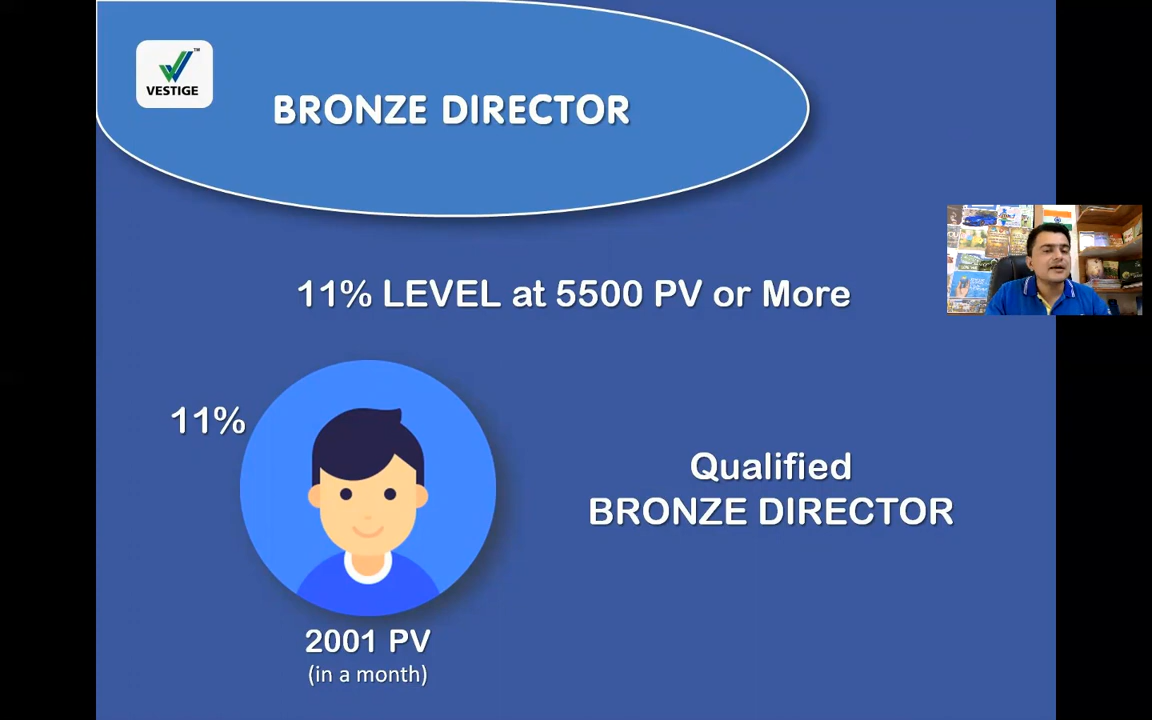 VESTIGE
BRONZE DIRECTOR
11% LEVEL at 5500 PV or More
11%
Qualified
BRONZE DIRECTOR
2001 PV
(in a month)